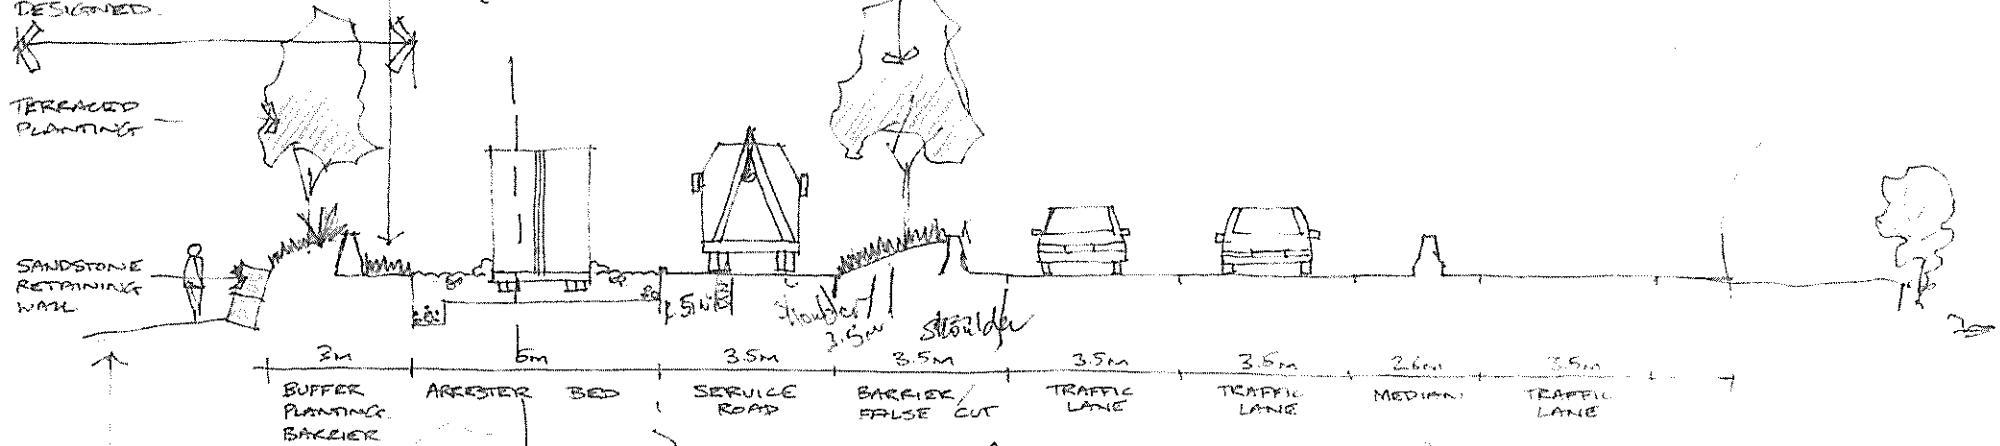 DESIGNED
TERRACED
PLANTING
SANDSTONE
RETAINING
WALL
Shoulder
3.5m
Shoulder
3m
5m
3.5m
3.5m
3.5m
3.5m
2.6m
3.5m
BUFFER
PLANTING
BARRIER
ARRESTER BED
SERVICE
ROAD
BARRIER/
FALSE CUT
TRAFFIC
LANE
TRAFFIC
LANE
MEDIAN
TRAFFIC
LANE